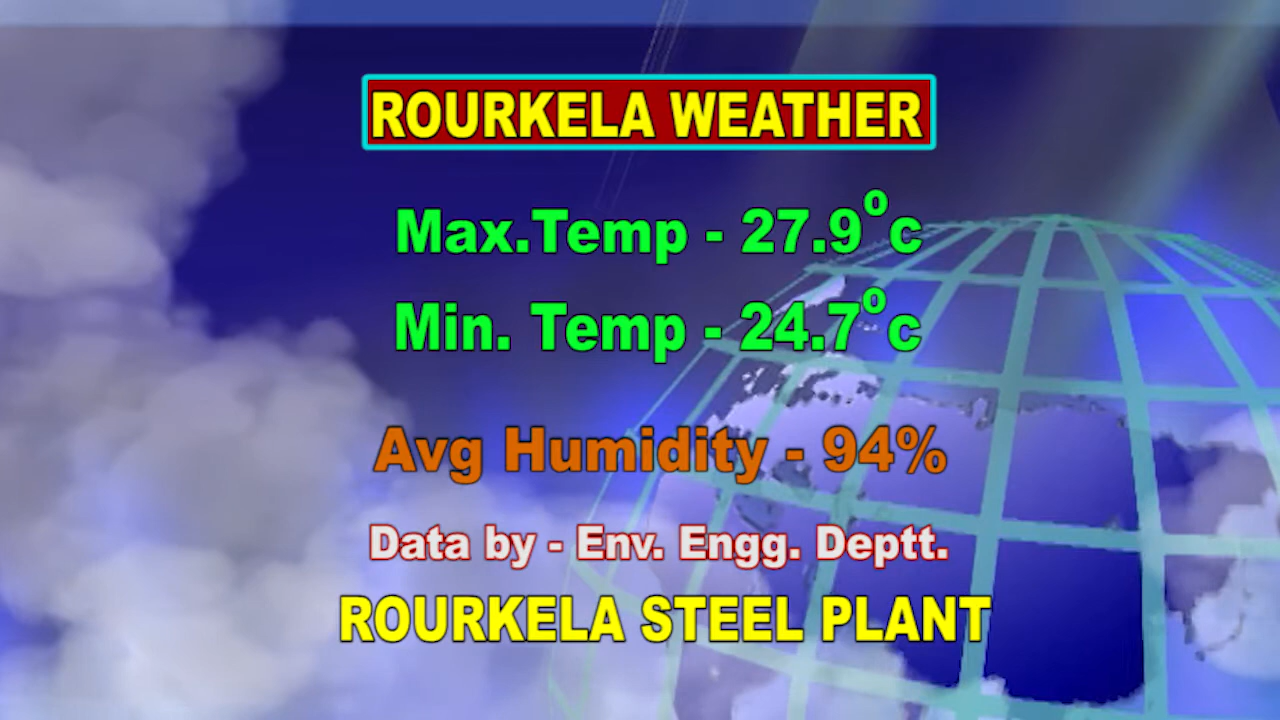 ROURKELA WEATHER
Max.Temp - 27.9°c
Min. Temp - 24.7°c
Avg Humidity - 94%
Data by - Env. Engg. Deptt.
ROURKELA STEEL PLANT